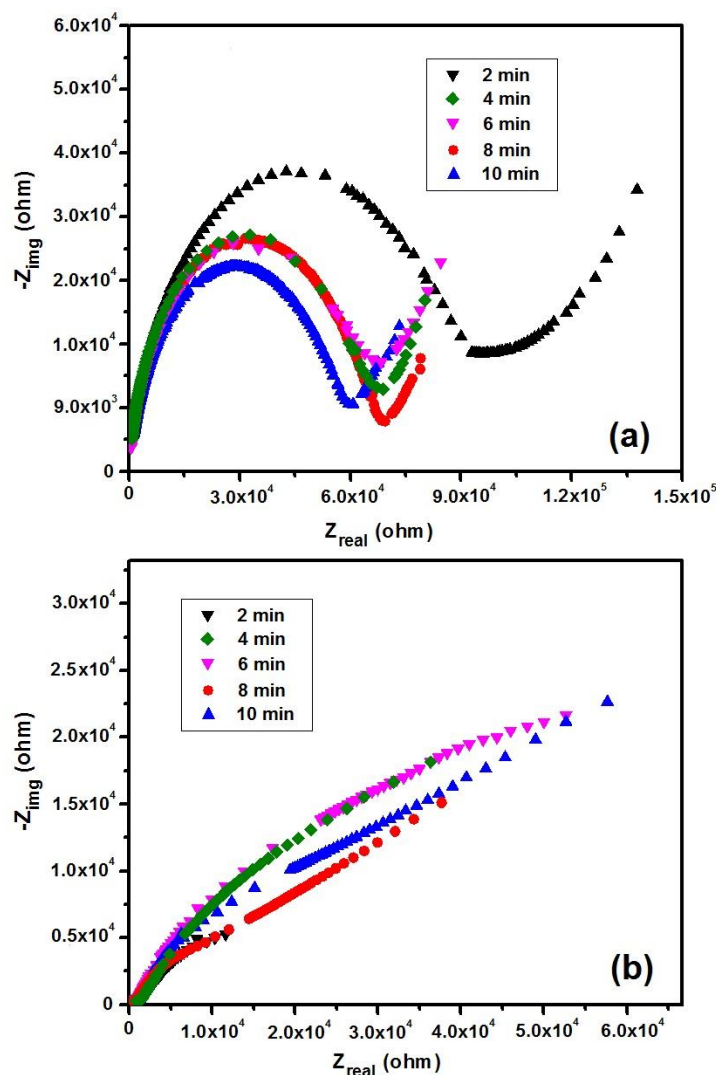 6.0x10⁴
5.0x10⁴
4.0x10⁴
3.0x10⁴
2.0x10⁴
1.0x10⁴
9.0x10³
0
-Z_img (ohm)
2 min
4 min
6 min
8 min
10 min
(a)
0
3.0x10⁴
6.0x10⁴
9.0x10⁴
1.2x10⁵
1.5x10⁵
Z_real (ohm)
3.0x10⁴
2.5x10⁴
2.0x10⁴
1.5x10⁴
1.0x10⁴
0.5x10⁴
0
-Z_img (ohm)
2 min
4 min
6 min
8 min
10 min
(b)
0
1.0x10⁴
2.0x10⁴
3.0x10⁴
4.0x10⁴
5.0x10⁴
6.0x10⁴
Z_real (ohm)